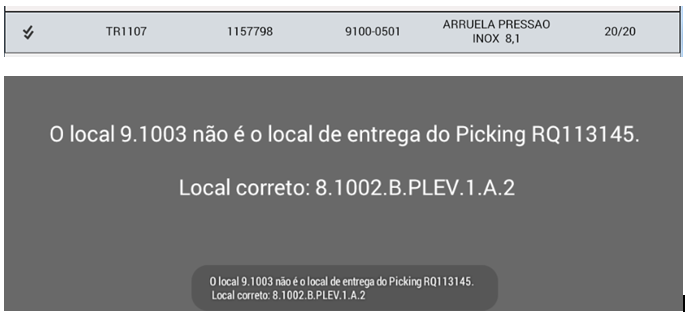 TR1107 1157798 9100-0501 ARRUELA PRESSAO 20/20
INOX 8,1
O local 9.1003 não é o local de entrega do Picking RQ113145.
Local correto: 8.1002.B.PLEV.1.A.2
O local 9.1003 não é o local de entrega do Picking RQ113145.
Local correto: 8.1002.B.PLEV.1.A.2